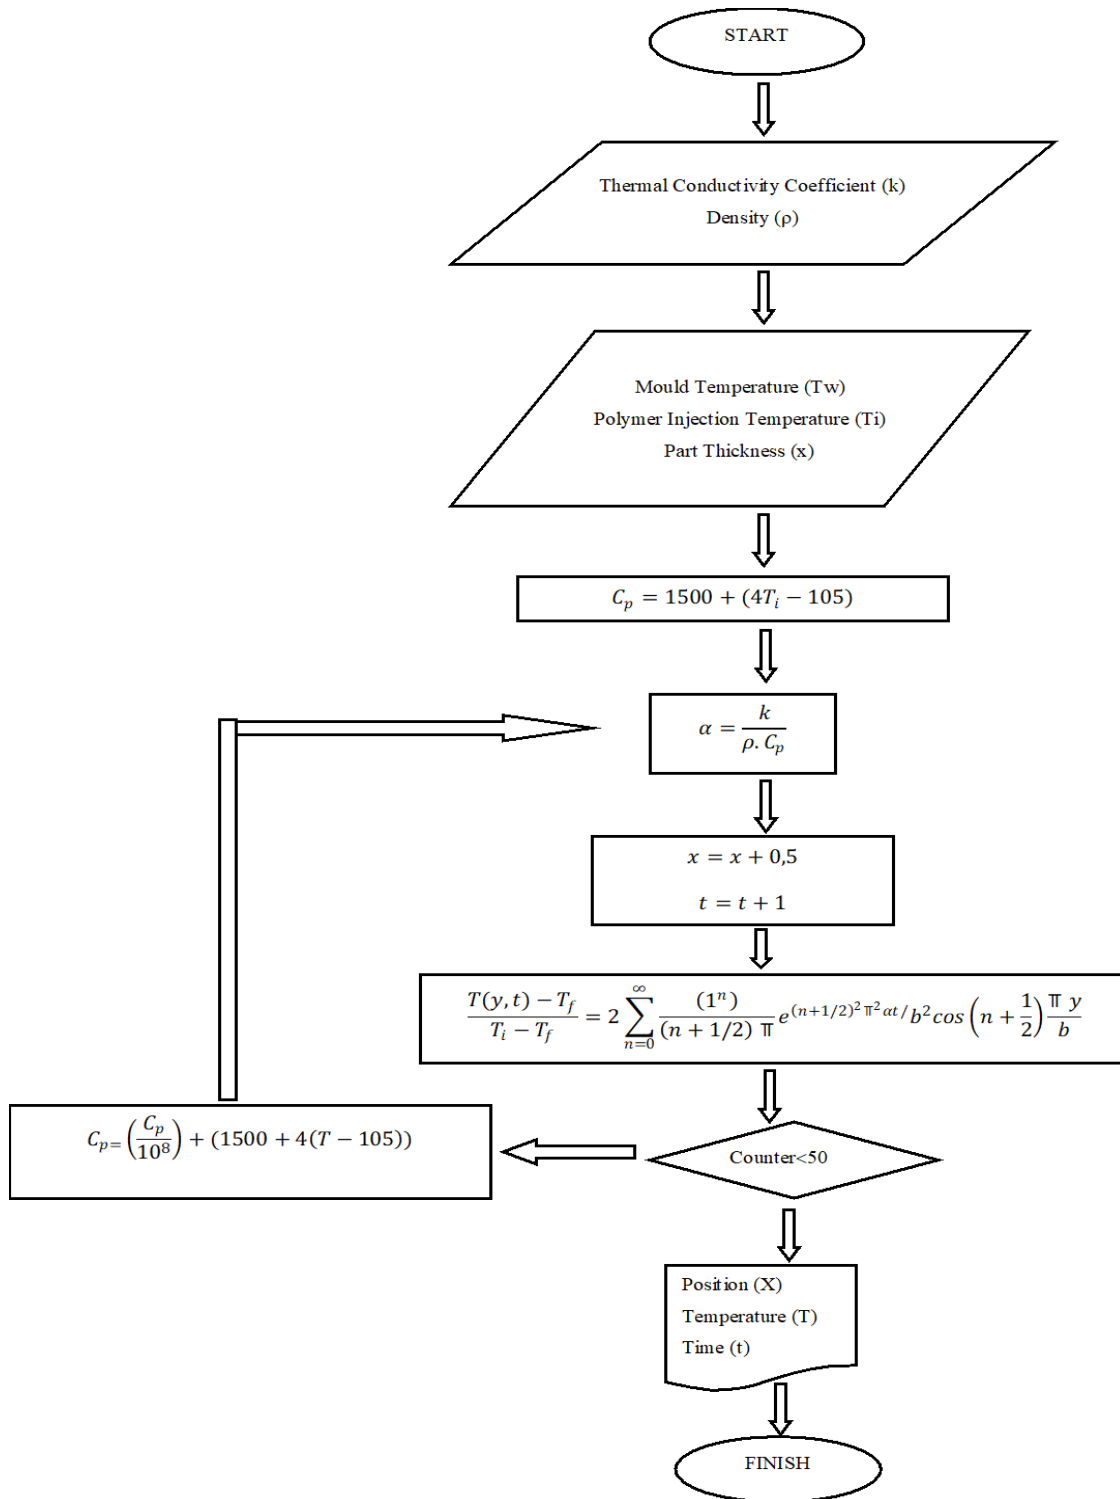 START
Thermal Conductivity Coefficient (k)
Density (ρ)
Mould Temperature (Tw)
Polymer Injection Temperature (Ti)
Part Thickness (x)
C_p = 1500 + (4T_i − 105)
α = k / (ρ. C_p)
x = x + 0,5
t = t + 1
(T(y, t) − T_f) / (T_i − T_f) = 2 ∑_{n=0}^{∞} (1^n) / ((n + 1/2) π) e^{(n+1/2)^2 π^2 αt/} b^2 cos (n + 1/2) (π y) / b
C_{p=} (C_p / 10^8) + (1500 + 4(T − 105))
Counter<50
Position (X)
Temperature (T)
Time (t)
FINISH